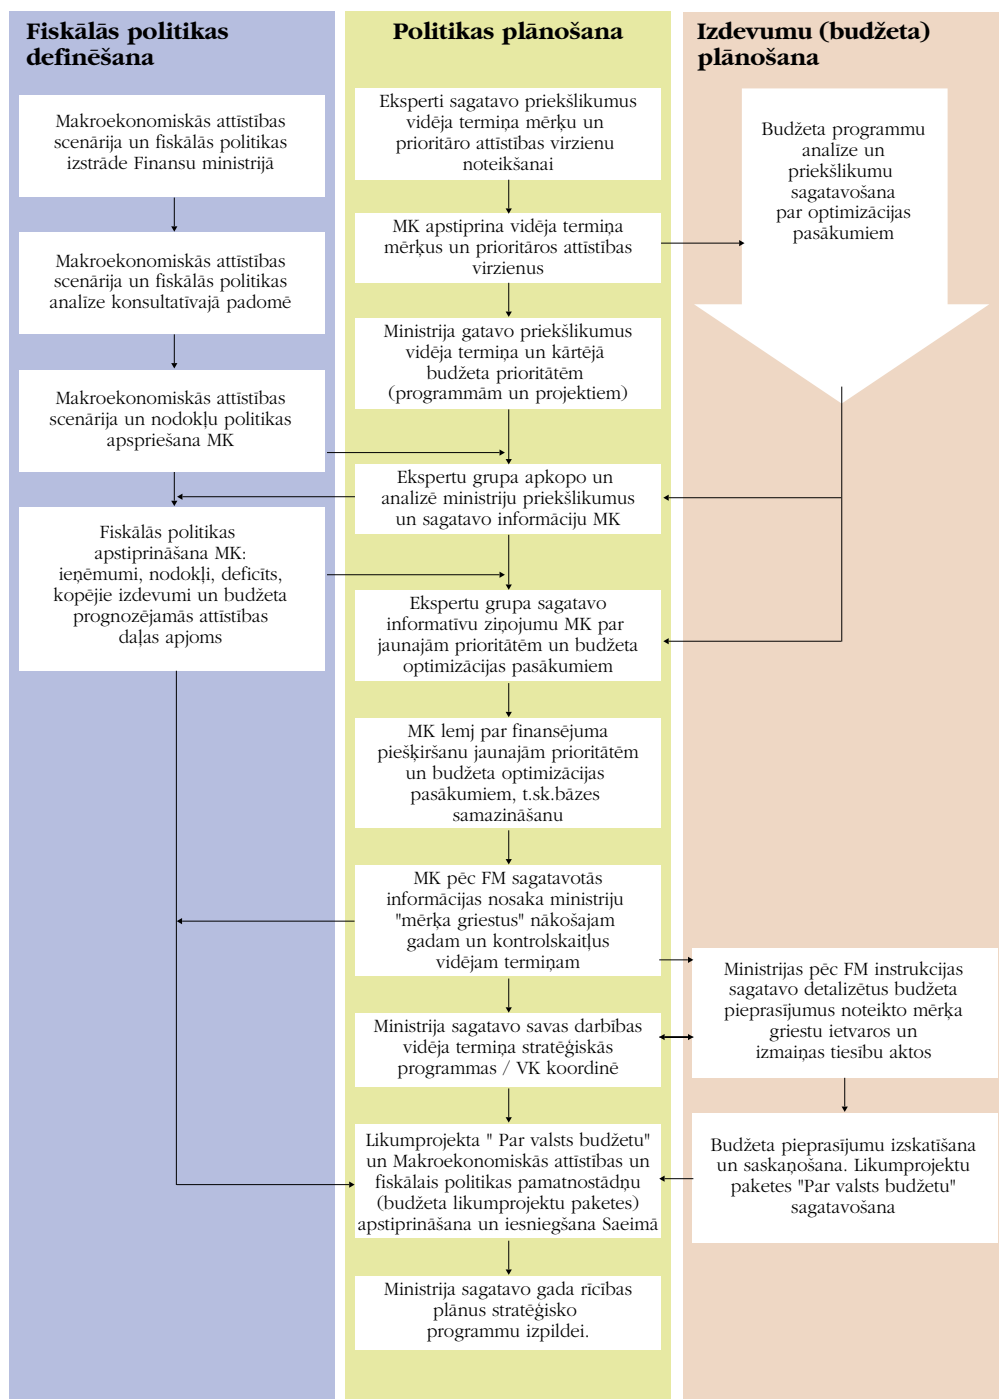 Fiskālās politikas
definēšana
Makroekonomiskās attīstības
scenārija un fiskālās politikas
izstrāde Finansu ministrijā
Makroekonomiskās attīstības
scenārija un fiskālās politikas
analīze konsultatīvajā padomē
Makroekonomiskās attīstības
scenārija un nodokļu politikas
apspriešana MK
Fiskālās politikas
apstiprināšana MK:
ieņēmumi, nodokļi, deficīts,
kopējie izdevumi un budžeta
prognozējamās attīstības
daļas apjoms
Politikas plānošana
Eksperti sagatavo priekšlikumus
vidēja termiņa mērķu un
prioritāro attīstības virzienu
noteikšanai
MK apstiprina vidēja termiņa
mērķus un prioritāros attīstības
virzienus
Ministrija gatavo priekšlikumus
vidēja termiņa un kārtējā
budžeta prioritātēm
(programmām un projektiem)
Ekspertu grupa apkopo un
analizē ministriju priekšlikumus
un sagatavo informāciju MK
Ekspertu grupa sagatavo
informatīvu ziņojumu MK par
jaunajām prioritātēm un budžeta
optimizācijas pasākumiem
MK lemj par finansējuma
piešķiršanu jaunajām prioritātēm
un budžeta optimizācijas
pasākumiem, t.sk.bāzes
samazināšanu
MK pēc FM sagatavotās
informācijas nosaka ministriju
"mērķa griestus" nākošajam
gadam un kontrolskaitļus
vidējam termiņam
Ministrija sagatavo savas darbības
vidēja termiņa stratēģiskās
programmas / VK koordinē
Likumprojekta " Par valsts budžetu"
un Makroekonomiskās attīstības un
fiskālais politikas pamatnostādņu
(budžeta likumprojektu paketes)
apstiprināšana un iesniegšana Saeimā
Ministrija sagatavo gada rīcības
plānus stratēģisko
programmu izpildei.
Izdevumu (budžeta)
plānošana
Budžeta programmu
analīze un
priekšlikumu
sagatavošana
par optimizācijas
pasākumiem
Ministrijas pēc FM instrukcijas
sagatavo detalizētus budžeta
pieprasījumus noteikto mērķa
griestu ietvaros un
izmaiņas tiesību aktos
Budžeta pieprasījumu izskatīšana
un saskaņošana. Likumprojektu
paketes "Par valsts budžetu"
sagatavošana